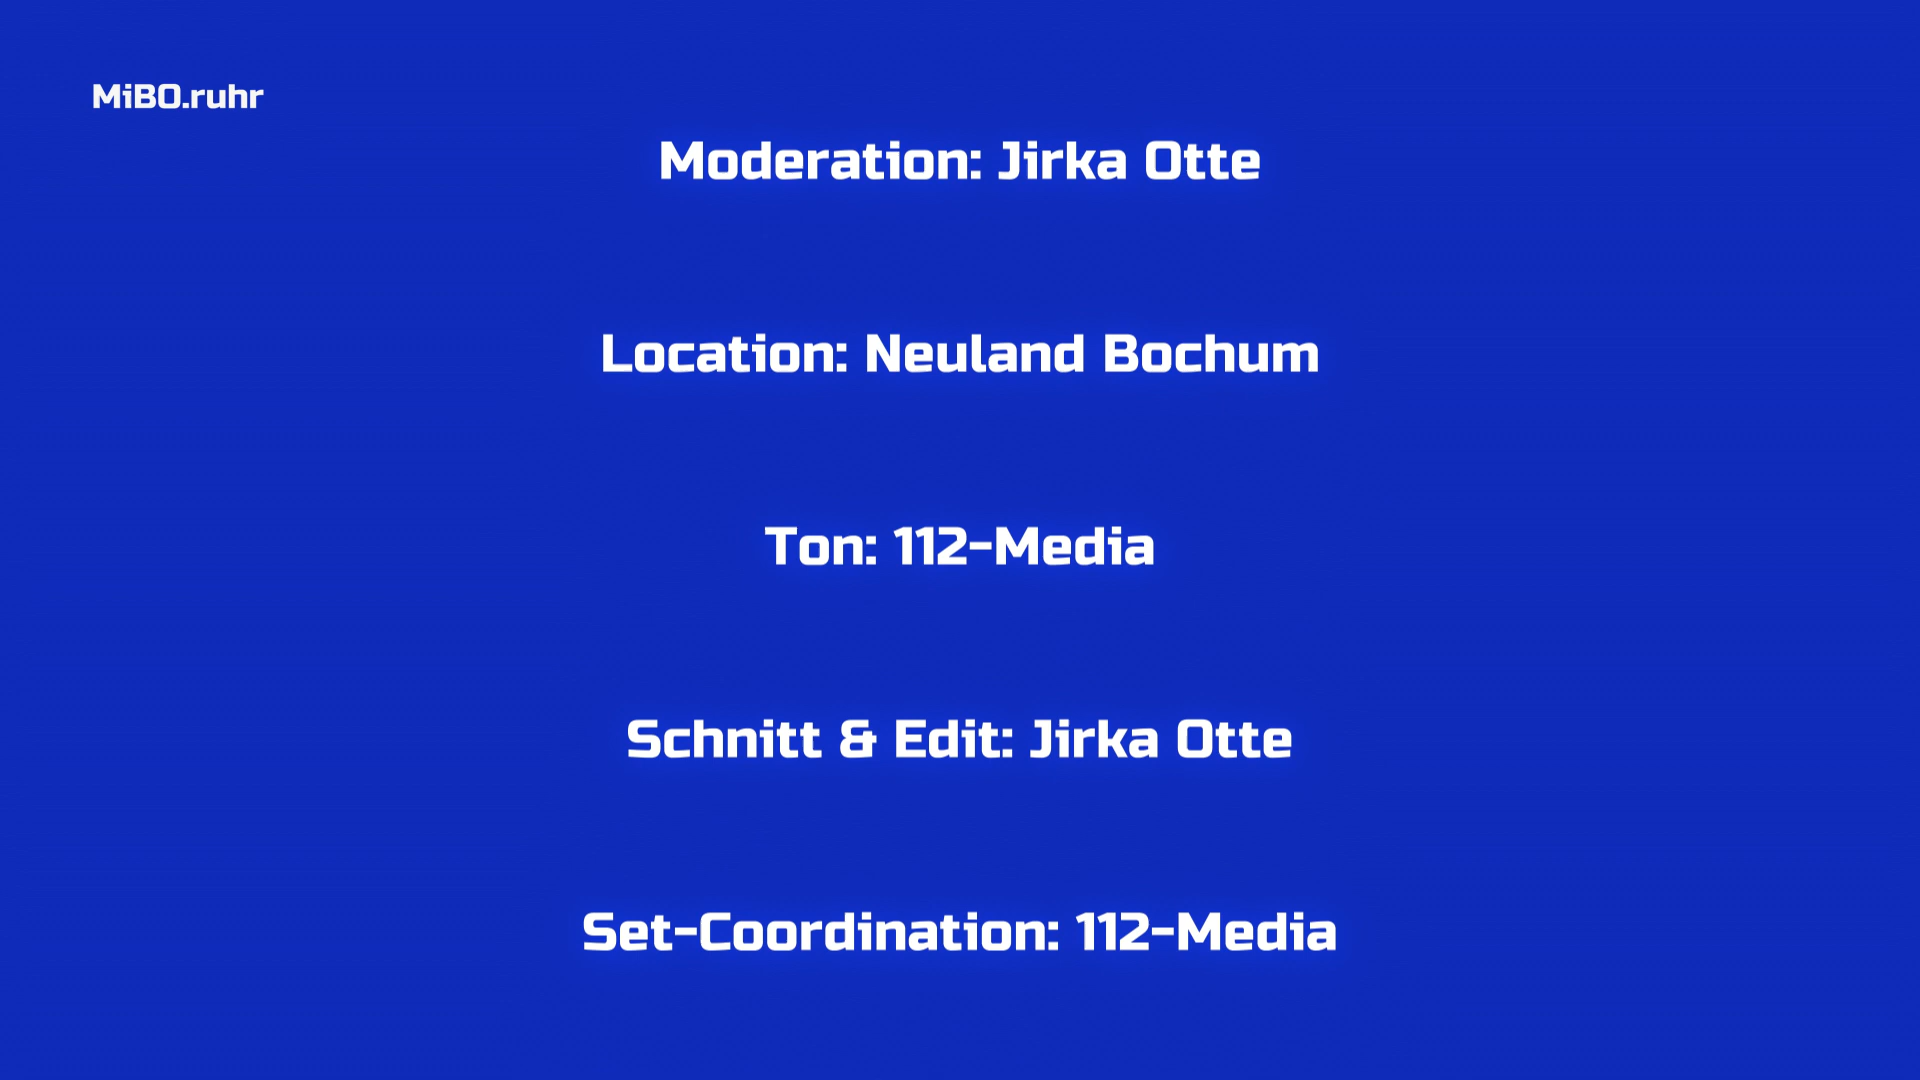 MiBO.ruhr
Moderation: Jirka Otte
Location: Neuland Bochum
Ton: 112-Media
Schnitt & Edit: Jirka Otte
Set-Coordination: 112-Media